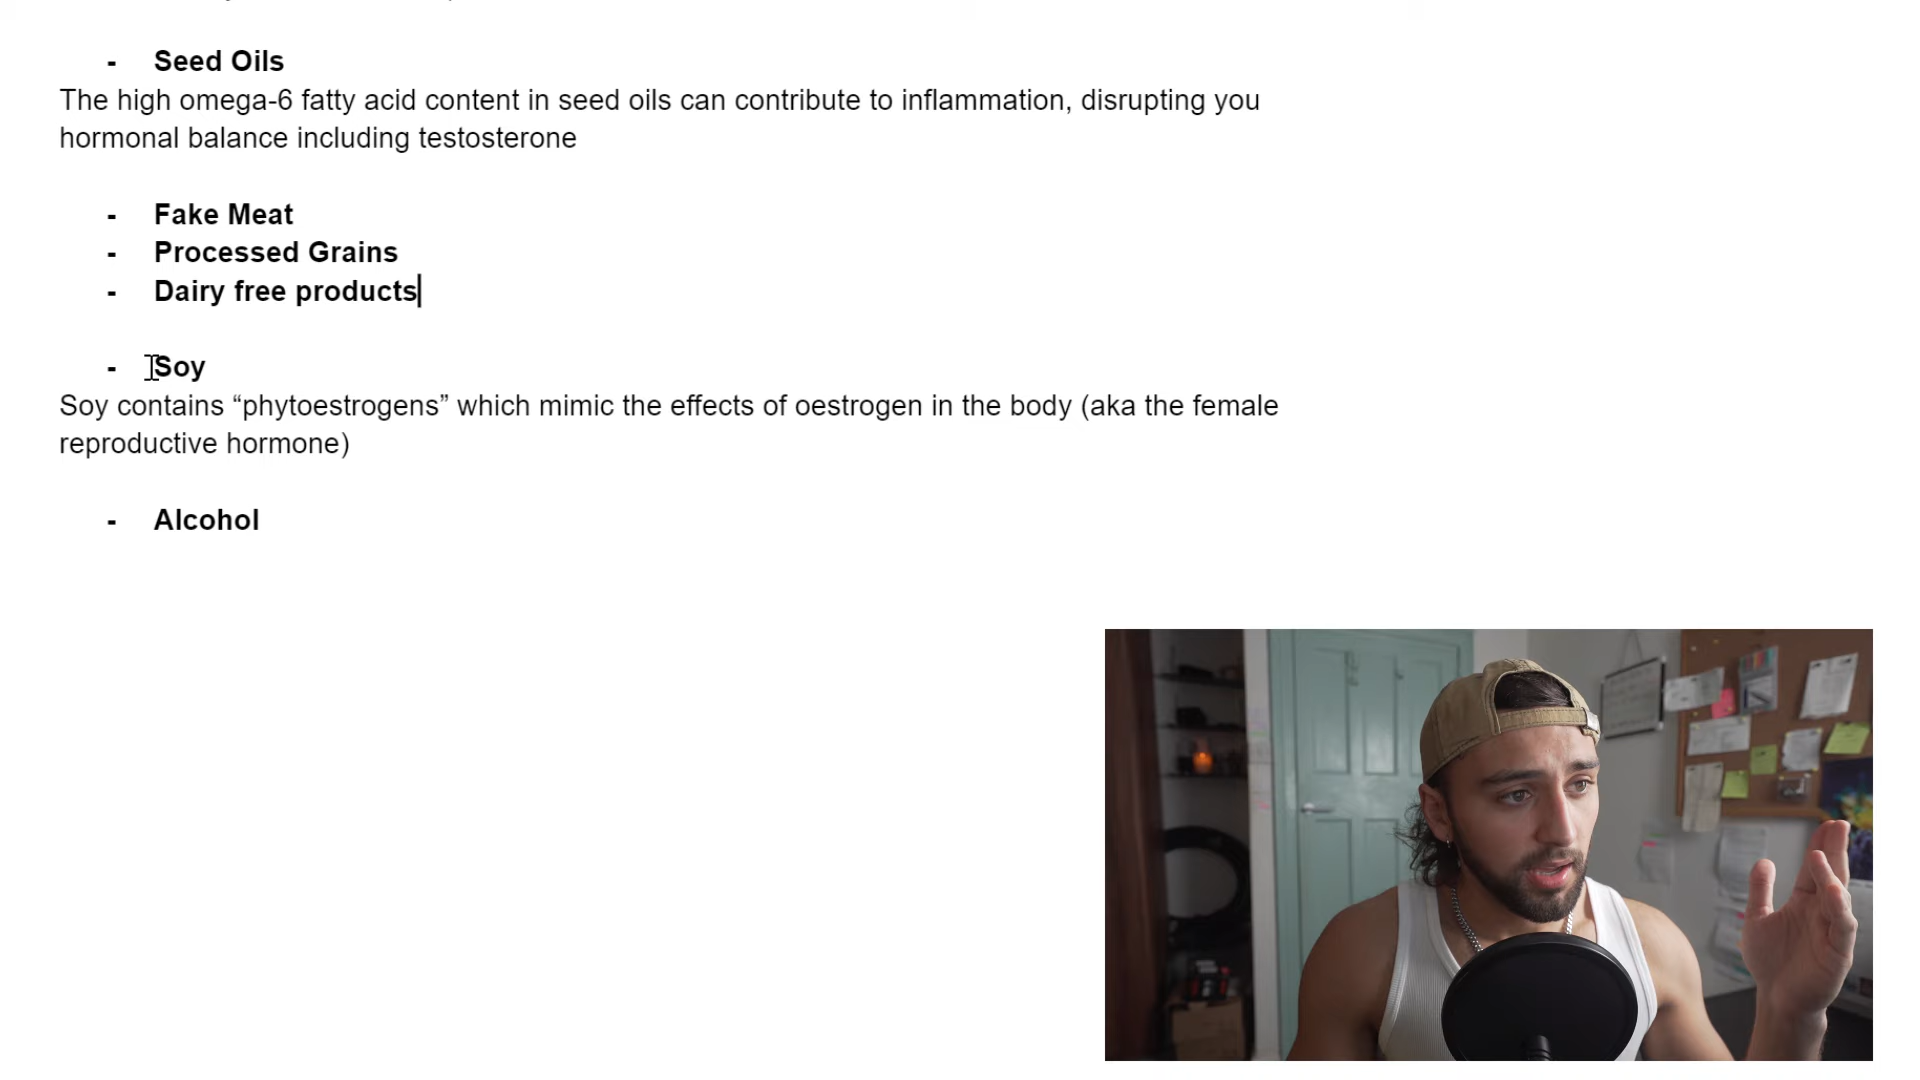 - Seed Oils
The high omega-6 fatty acid content in seed oils can contribute to inflammation, disrupting you
hormonal balance including testosterone
- Fake Meat
- Processed Grains
- Dairy free products
- Soy
Soy contains “phytoestrogens” which mimic the effects of oestrogen in the body (aka the female
reproductive hormone)
- Alcohol